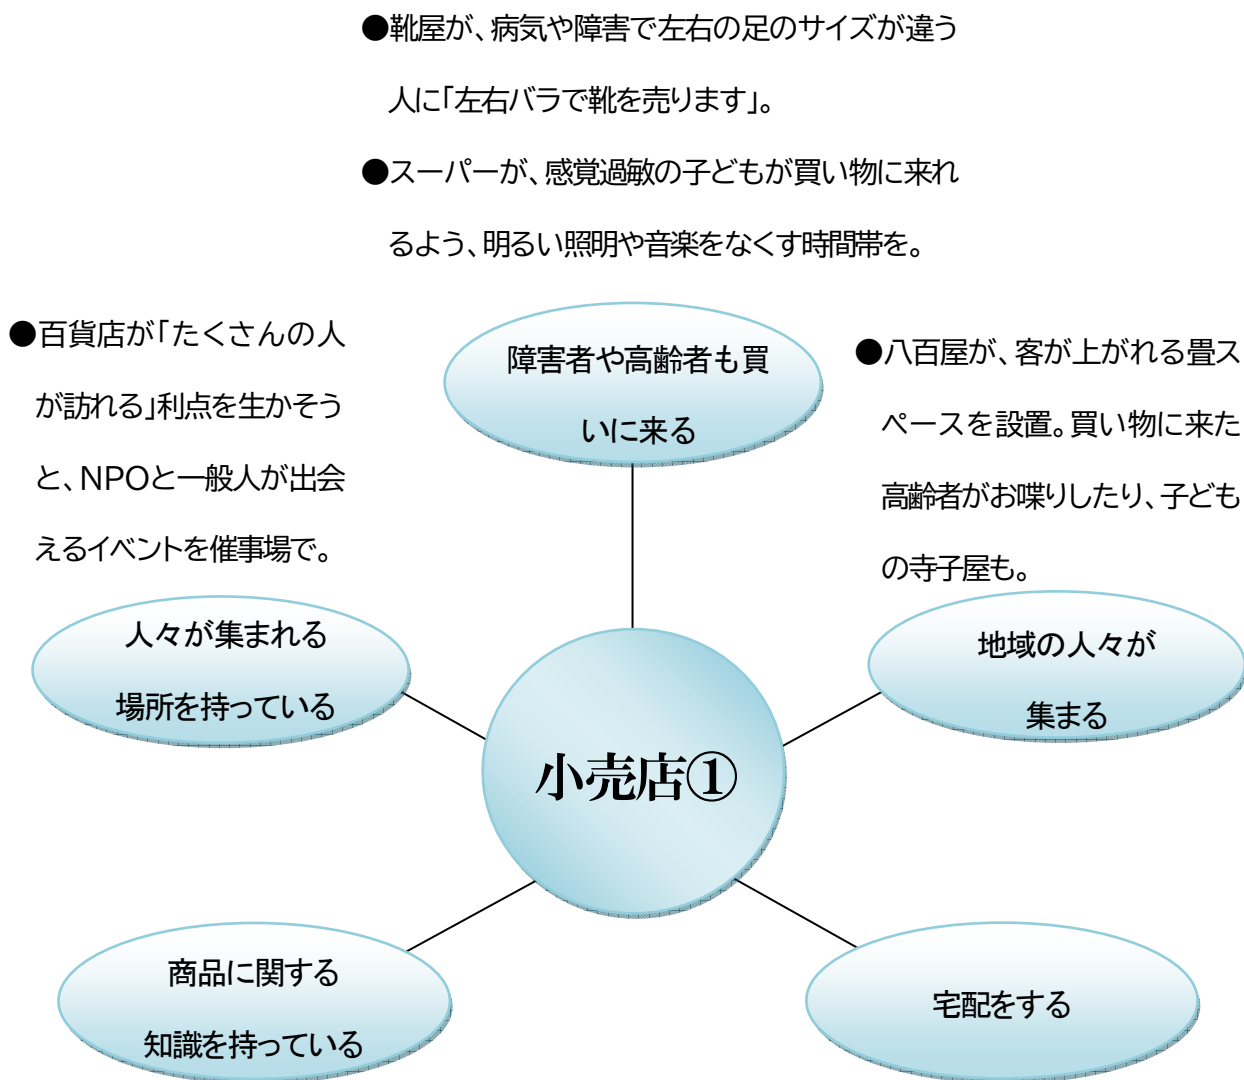 ●靴屋が、病気や障害で左右の足のサイズが違う
人に「左右バラで靴を売ります」。
●スーパーが、感覚過敏の子どもが買い物に来れ
るよう、明るい照明や音楽をなくす時間帯を。
●百貨店が「たくさんの人
が訪れる」利点を生かそう
と、NPOと一般人が出会
えるイベントを催事場で。
障害者や高齢者も買
いに来る
●八百屋が、客が上がれる畳ス
ペースを設置。買い物に来た
高齢者がお喋りしたり、子ども
の寺子屋も。
人々が集まれる
場所を持っている
地域の人々が
集まる
小売店①
商品に関する
知識を持っている
宅配をする